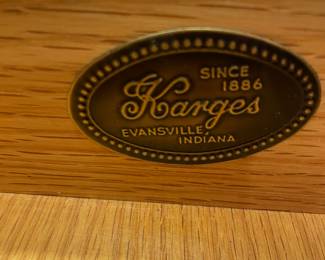 SINCE
1886
Karges
EVANSVILLE,
INDIANA